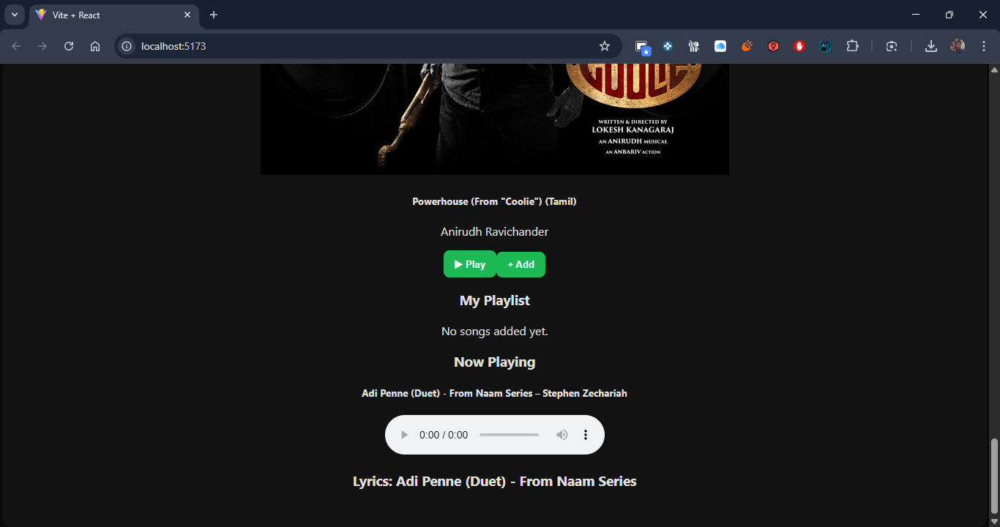 Vite + React
localhost:5173
COOLIE
WRITTEN & DIRECTED BY
LOKESH KANAGARAJ
AN ANIRUDH MUSICAL
AN ANBARIV ACTION
Powerhouse (From "Coolie") (Tamil)
Anirudh Ravichander
▶ Play + Add
My Playlist
No songs added yet.
Now Playing
Adi Penne (Duet) - From Naam Series – Stephen Zechariah
0:00 / 0:00
Lyrics: Adi Penne (Duet) - From Naam Series